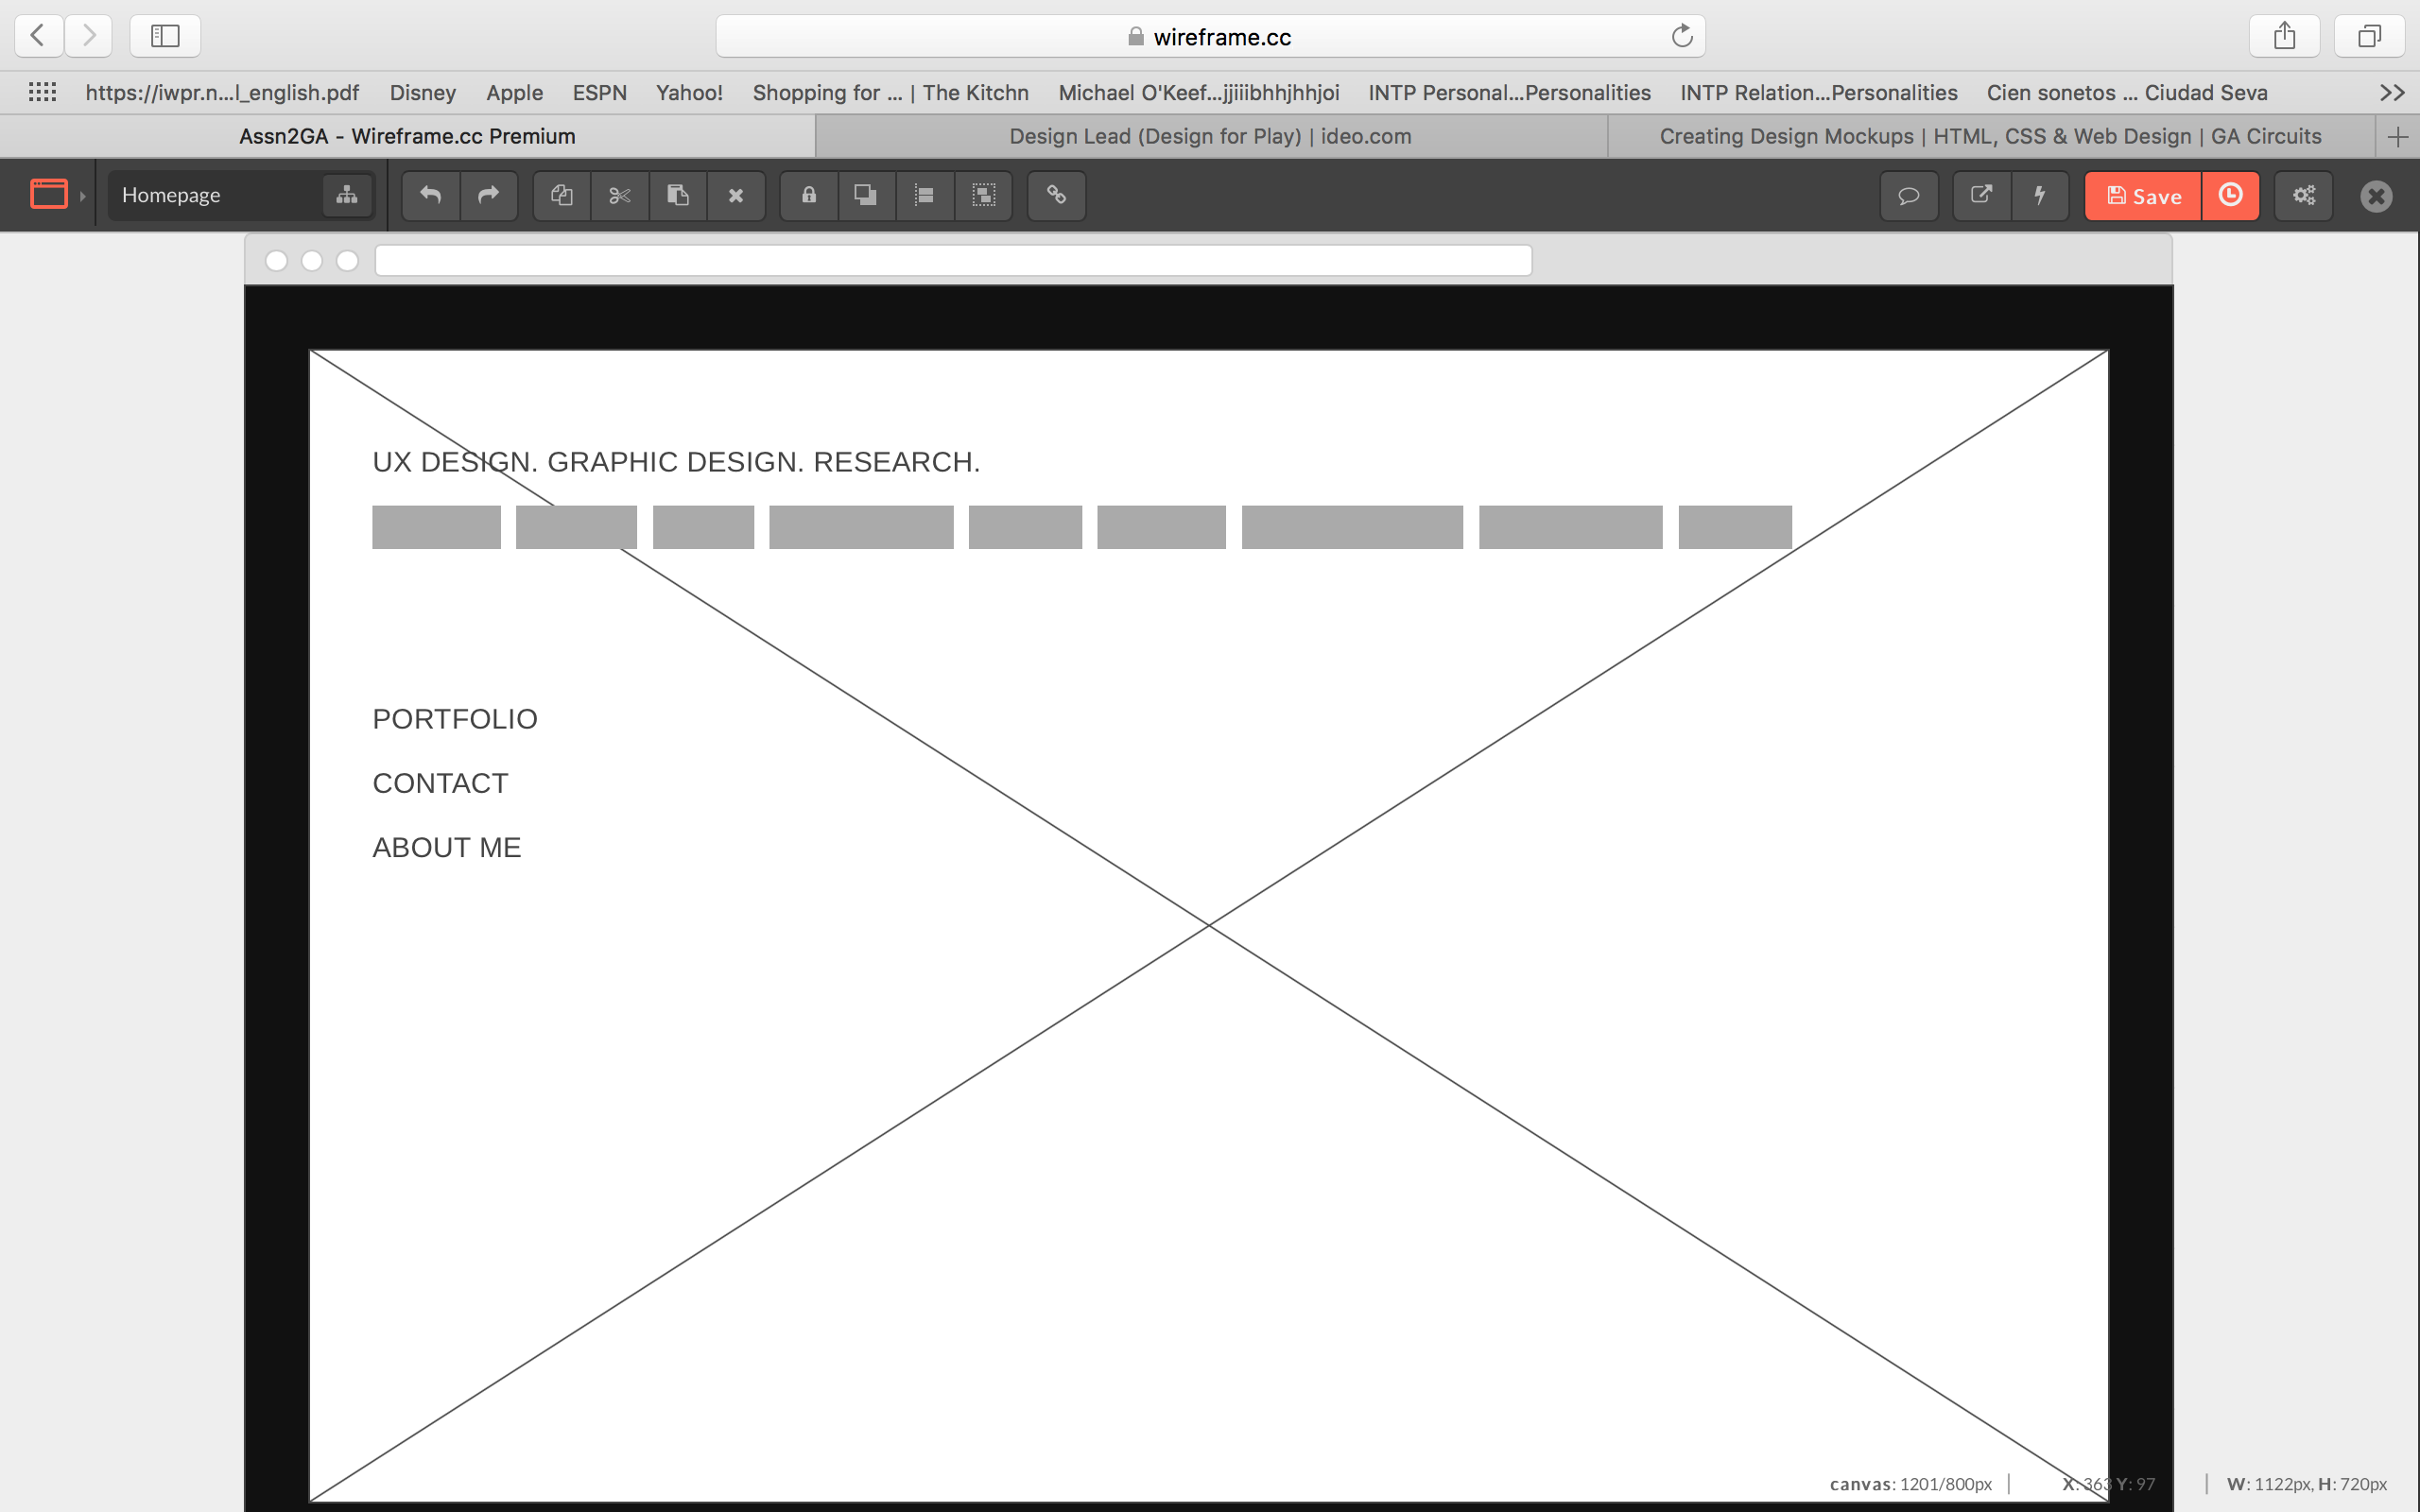 wireframe.cc
https://iwpr.n...l_english.pdf Disney Apple ESPN Yahoo! Shopping for ... | The Kitchn Michael O'Keef...jjiiibhhjhhjoi INTP Personal...Personalities INTP Relation...Personalities Cien sonetos ... Ciudad Seva
Assn2GA - Wireframe.cc Premium Design Lead (Design for Play) | ideo.com Creating Design Mockups | HTML, CSS & Web Design | GA Circuits
Homepage Save
UX DESIGN. GRAPHIC DESIGN. RESEARCH.
PORTFOLIO
CONTACT
ABOUT ME
canvas: 1201/800px | X: 363 Y: 97 | W: 1122px, H: 720px